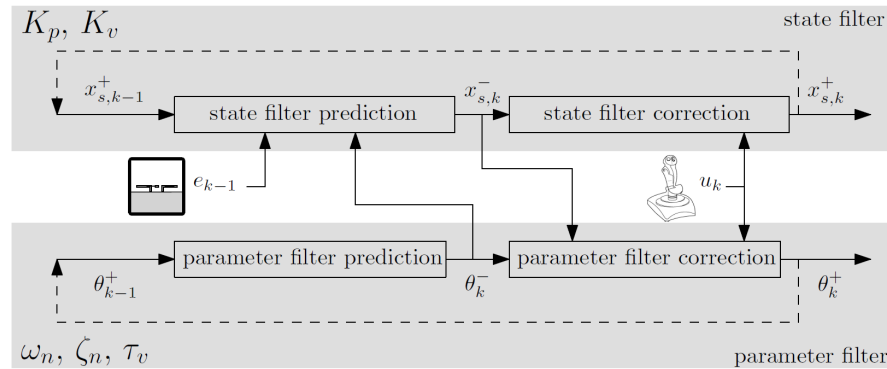 K_p, K_v
state filter
x^+_{s,k−1}
state filter prediction
x^-_{s,k}
state filter correction
x^+_{s,k}
e_{k−1}
u_k
parameter filter prediction
parameter filter correction
θ^+_{k−1}
θ^-_k
θ^+_k
ω_n, ζ_n, τ_v
parameter filter